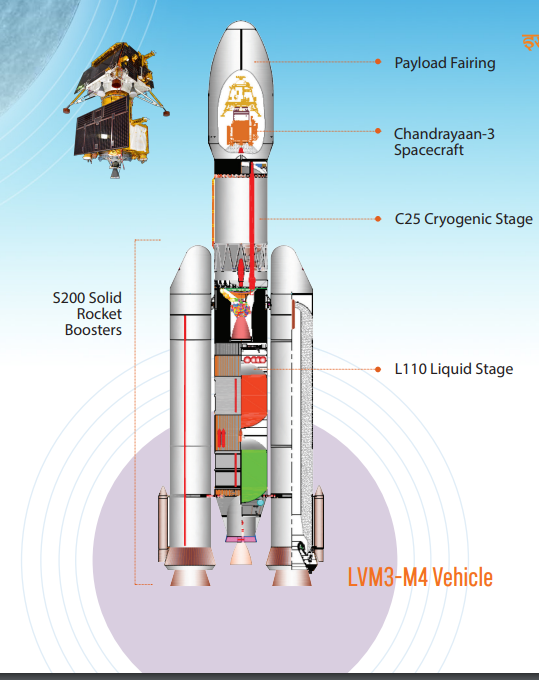 Payload Fairing
Chandrayaan-3
Spacecraft
C25 Cryogenic Stage
S200 Solid
Rocket
Boosters
L110 Liquid Stage
LVM3-M4 Vehicle